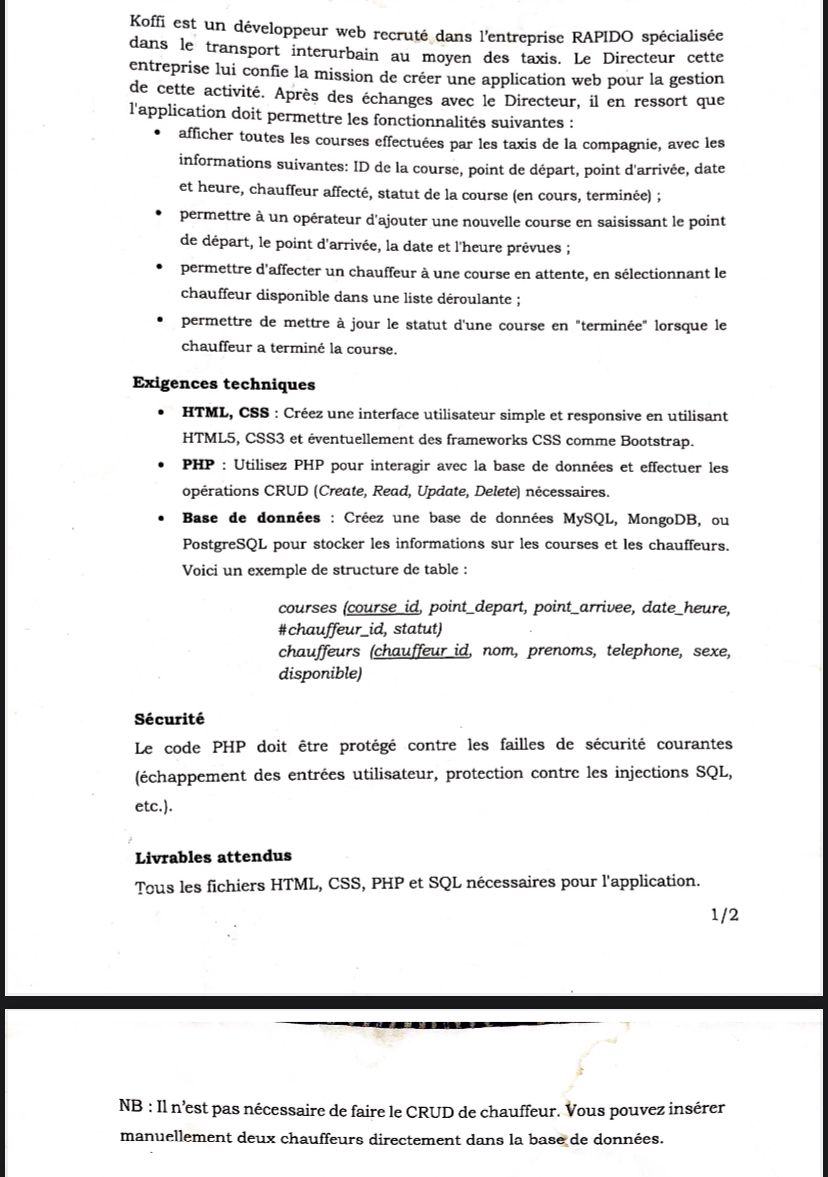 Koffi est un développeur web recruté dans l'entreprise RAPIDO spécialisée
dans le transport interurbain au moyen des taxis. Le Directeur cette
entreprise lui confie la mission de créer une application web pour la gestion
de cette activité. Après des échanges avec le Directeur, il en ressort que
l'application doit permettre les fonctionnalités suivantes :
• afficher toutes les courses effectuées par les taxis de la compagnie, avec les
informations suivantes: ID de la course, point de départ, point d'arrivée, date
et heure, chauffeur affecté, statut de la course (en cours, terminée) ;
• permettre à un opérateur d'ajouter une nouvelle course en saisissant le point
de départ, le point d'arrivée, la date et l'heure prévues ;
• permettre d'affecter un chauffeur à une course en attente, en sélectionnant le
chauffeur disponible dans une liste déroulante ;
• permettre de mettre à jour le statut d'une course en "terminée" lorsque le
chauffeur a terminé la course.
Exigences techniques
• HTML, CSS : Créez une interface utilisateur simple et responsive en utilisant
HTML5, CSS3 et éventuellement des frameworks CSS comme Bootstrap.
• PHP : Utilisez PHP pour interagir avec la base de données et effectuer les
opérations CRUD (Create, Read, Update, Delete) nécessaires.
• Base de données : Créez une base de données MySQL, MongoDB, ou
PostgreSQL pour stocker les informations sur les courses et les chauffeurs.
Voici un exemple de structure de table :
courses (course_id, point_depart, point_arrivee, date_heure,
#chauffeur_id, statut)
chauffeurs (chauffeur_id, nom, prenoms, telephone, sexe,
disponible)
Sécurité
Le code PHP doit être protégé contre les failles de sécurité courantes
(échappement des entrées utilisateur, protection contre les injections SQL,
etc.).
Livrables attendus
Tous les fichiers HTML, CSS, PHP et SQL nécessaires pour l'application.
1/2
NB : Il n'est pas nécessaire de faire le CRUD de chauffeur. Vous pouvez insérer
manuellement deux chauffeurs directement dans la base de données.